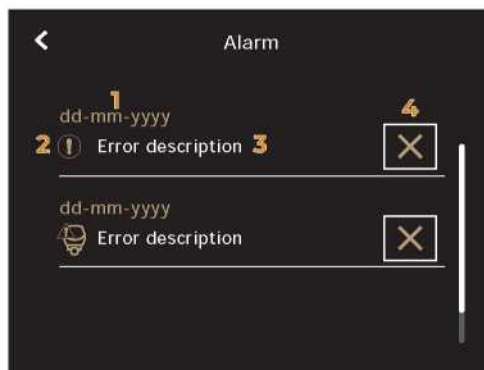 Alarm
1
dd-mm-yyyy
4
2 Error description 3
dd-mm-yyyy
Error description